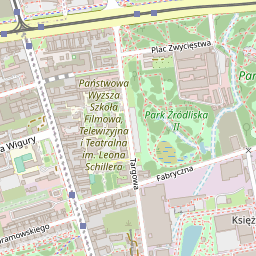 Plac Zwycięstwa
Państwowa
Wyższa
Szkoła
Filmowa,
Telewizyjna
i Teatralna
im. Leona
Schillera
Park Źródliska
II
Par
a Wigury
Targowa
Fabryczna
Księż
bramowskiego